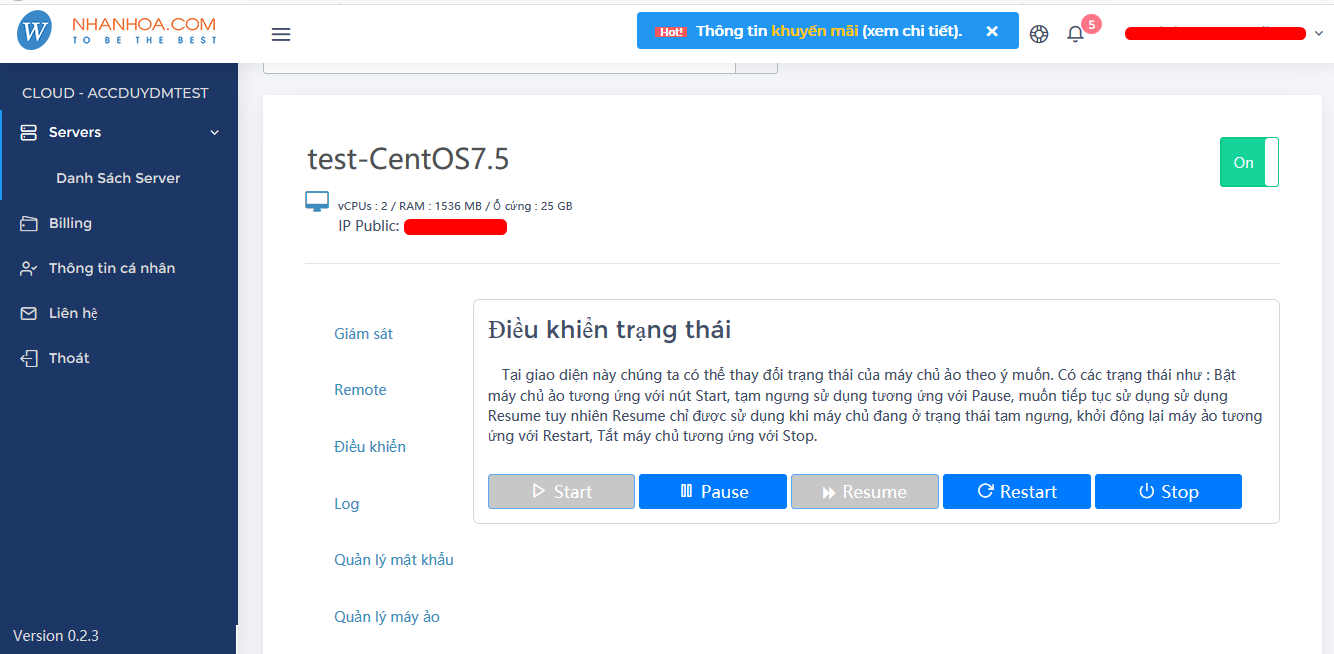 W
NHANHOA.COM
TO BE THE BEST
Hot! Thông tin khuyến mãi (xem chi tiết).
5
CLOUD - ACCDUYDMTEST
Servers
Danh Sách Server
Billing
Thông tin cá nhân
Liên hệ
Thoát
Version 0.2.3
test-CentOS7.5
On
vCPUs : 2 / RAM : 1536 MB / Ổ cứng : 25 GB
IP Public:
Giám sát
Remote
Điều khiển
Log
Quản lý mật khẩu
Quản lý máy ảo
Điều khiển trạng thái
Tại giao diện này chúng ta có thể thay đổi trạng thái của máy chủ ảo theo ý muốn. Có các trạng thái như : Bật
máy chủ ảo tương ứng với nút Start, tạm ngưng sử dụng tương ứng với Pause, muốn tiếp tục sử dụng sử dụng
Resume tuy nhiên Resume chỉ được sử dụng khi máy chủ đang ở trạng thái tạm ngưng, khởi động lại máy ảo tương
ứng với Restart, Tắt máy chủ tương ứng với Stop.
Start
Pause
Resume
Restart
Stop